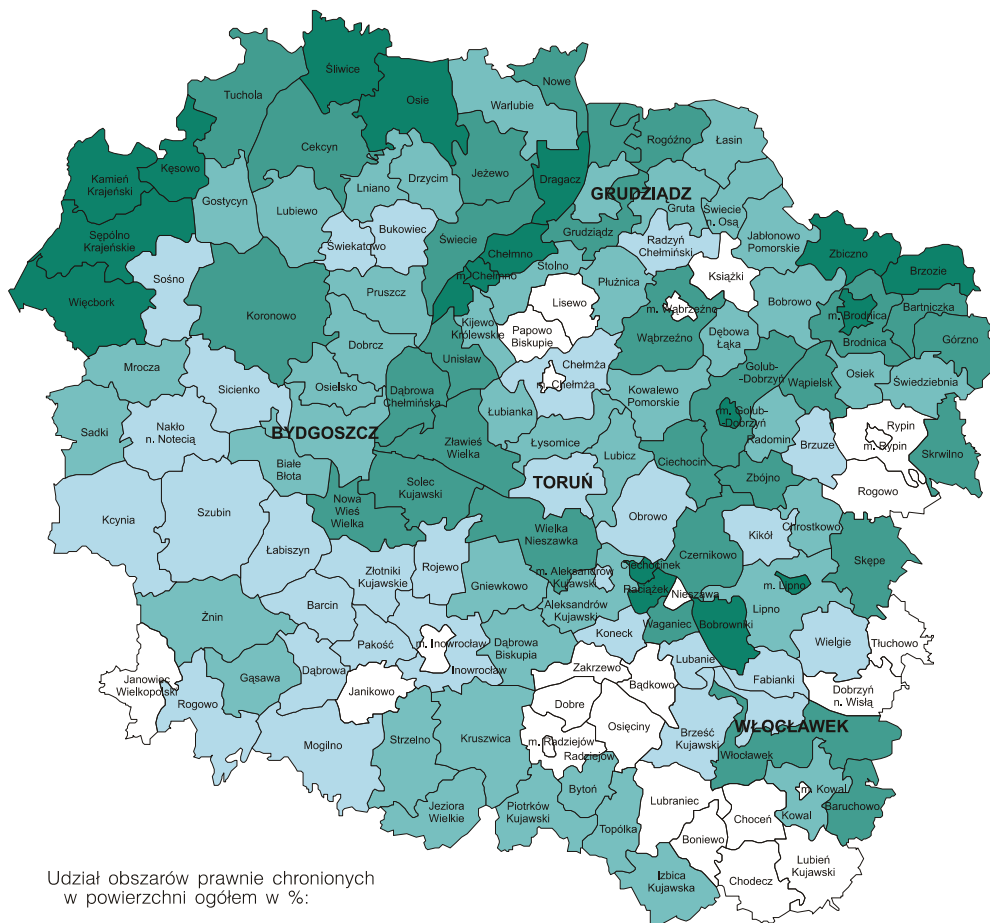 Śliwice
Nowe
Tuchola
Osie
Warlubie
Cekcyn
Rogóźno
Łasin
Kamień
Krajeński
Kęsowo
Jeżewo
Dragacz
Drzycim
Lniano
GRUDZIĄDZ
Gostycyn
Lubiewo
Gruta
Świecie
n. Osą
Bukowiec
Świekatowo
Świecie
Grudziądz
Radzyń
Chełmiński
Jabłonowo
Pomorskie
Sępólno
Krajeńskie
Chełmno
m. Chełmno
Stolno
Zbiczno
Brzozie
Sośno
Książki
Płużnica
Bobrowo
Więcbork
Pruszcz
Lisewo
m. Wąbrzeźno
m. Brodnica
Bartniczka
Koronowo
Kijewo
Królewskie
Papowo
Biskupie
Wąbrzeźno
Dębowa
Łąka
Brodnica
Górzno
Dobrcz
Mrocza
Unisław
Chełmża
m. Chełmża
Golub-
-Dobrzyń
Wąpielsk
Osiek
Świedziebnia
Sicienko
Osielsko
Dąbrowa
Chełmińska
Łubianka
Kowalewo
Pomorskie
m. Golub-
Dobrzyń
Sadki
Nakło
n. Notecią
BYDGOSZCZ
Zławieś
Wielka
Łysomice
Lubicz
Radomin
Brzuze
Rypin
m. Rypin
Skrwilno
Białe
Błota
Ciechocin
Zbójno
Rogowo
Solec
Kujawski
TORUŃ
Nowa
Wieś
Wielka
Kcynia
Szubin
Obrowo
Kikół
Chrostkowo
Wielka
Nieszawka
Łabiszyn
Czernikowo
Skępe
Złotniki
Kujawskie
Rojewo
Gniewkowo
m. Aleksandrów
Kujawski
Ciechocinek
Raciążek
Nieszawa
m. Lipno
Barcin
Aleksandrów
Kujawski
Waganiec
Bobrowniki
Lipno
Żnin
Pakość
m. Inowrocław
Inowrocław
Dąbrowa
Biskupia
Koneck
Wielgie
Tłuchowo
Janowiec
Wielkopolski
Gąsawa
Dąbrowa
Janikowo
Zakrzewo
Bądkowo
Lubanie
Fabianki
Dobrzyń
n. Wisłą
Rogowo
Dobre
Osięciny
Brześć
Kujawski
WŁOCŁAWEK
Mogilno
Strzelno
Kruszwica
m. Radziejów
Radziejów
Włocławek
Bytoń
m. Kowal
Kowal
Baruchowo
Jeziora
Wielkie
Piotrków
Kujawski
Lubraniec
Choceń
Topólka
Boniewo
Lubień
Kujawski
Izbica
Kujawska
Chodecz
Udział obszarów prawnie chronionych
w powierzchni ogółem w %: